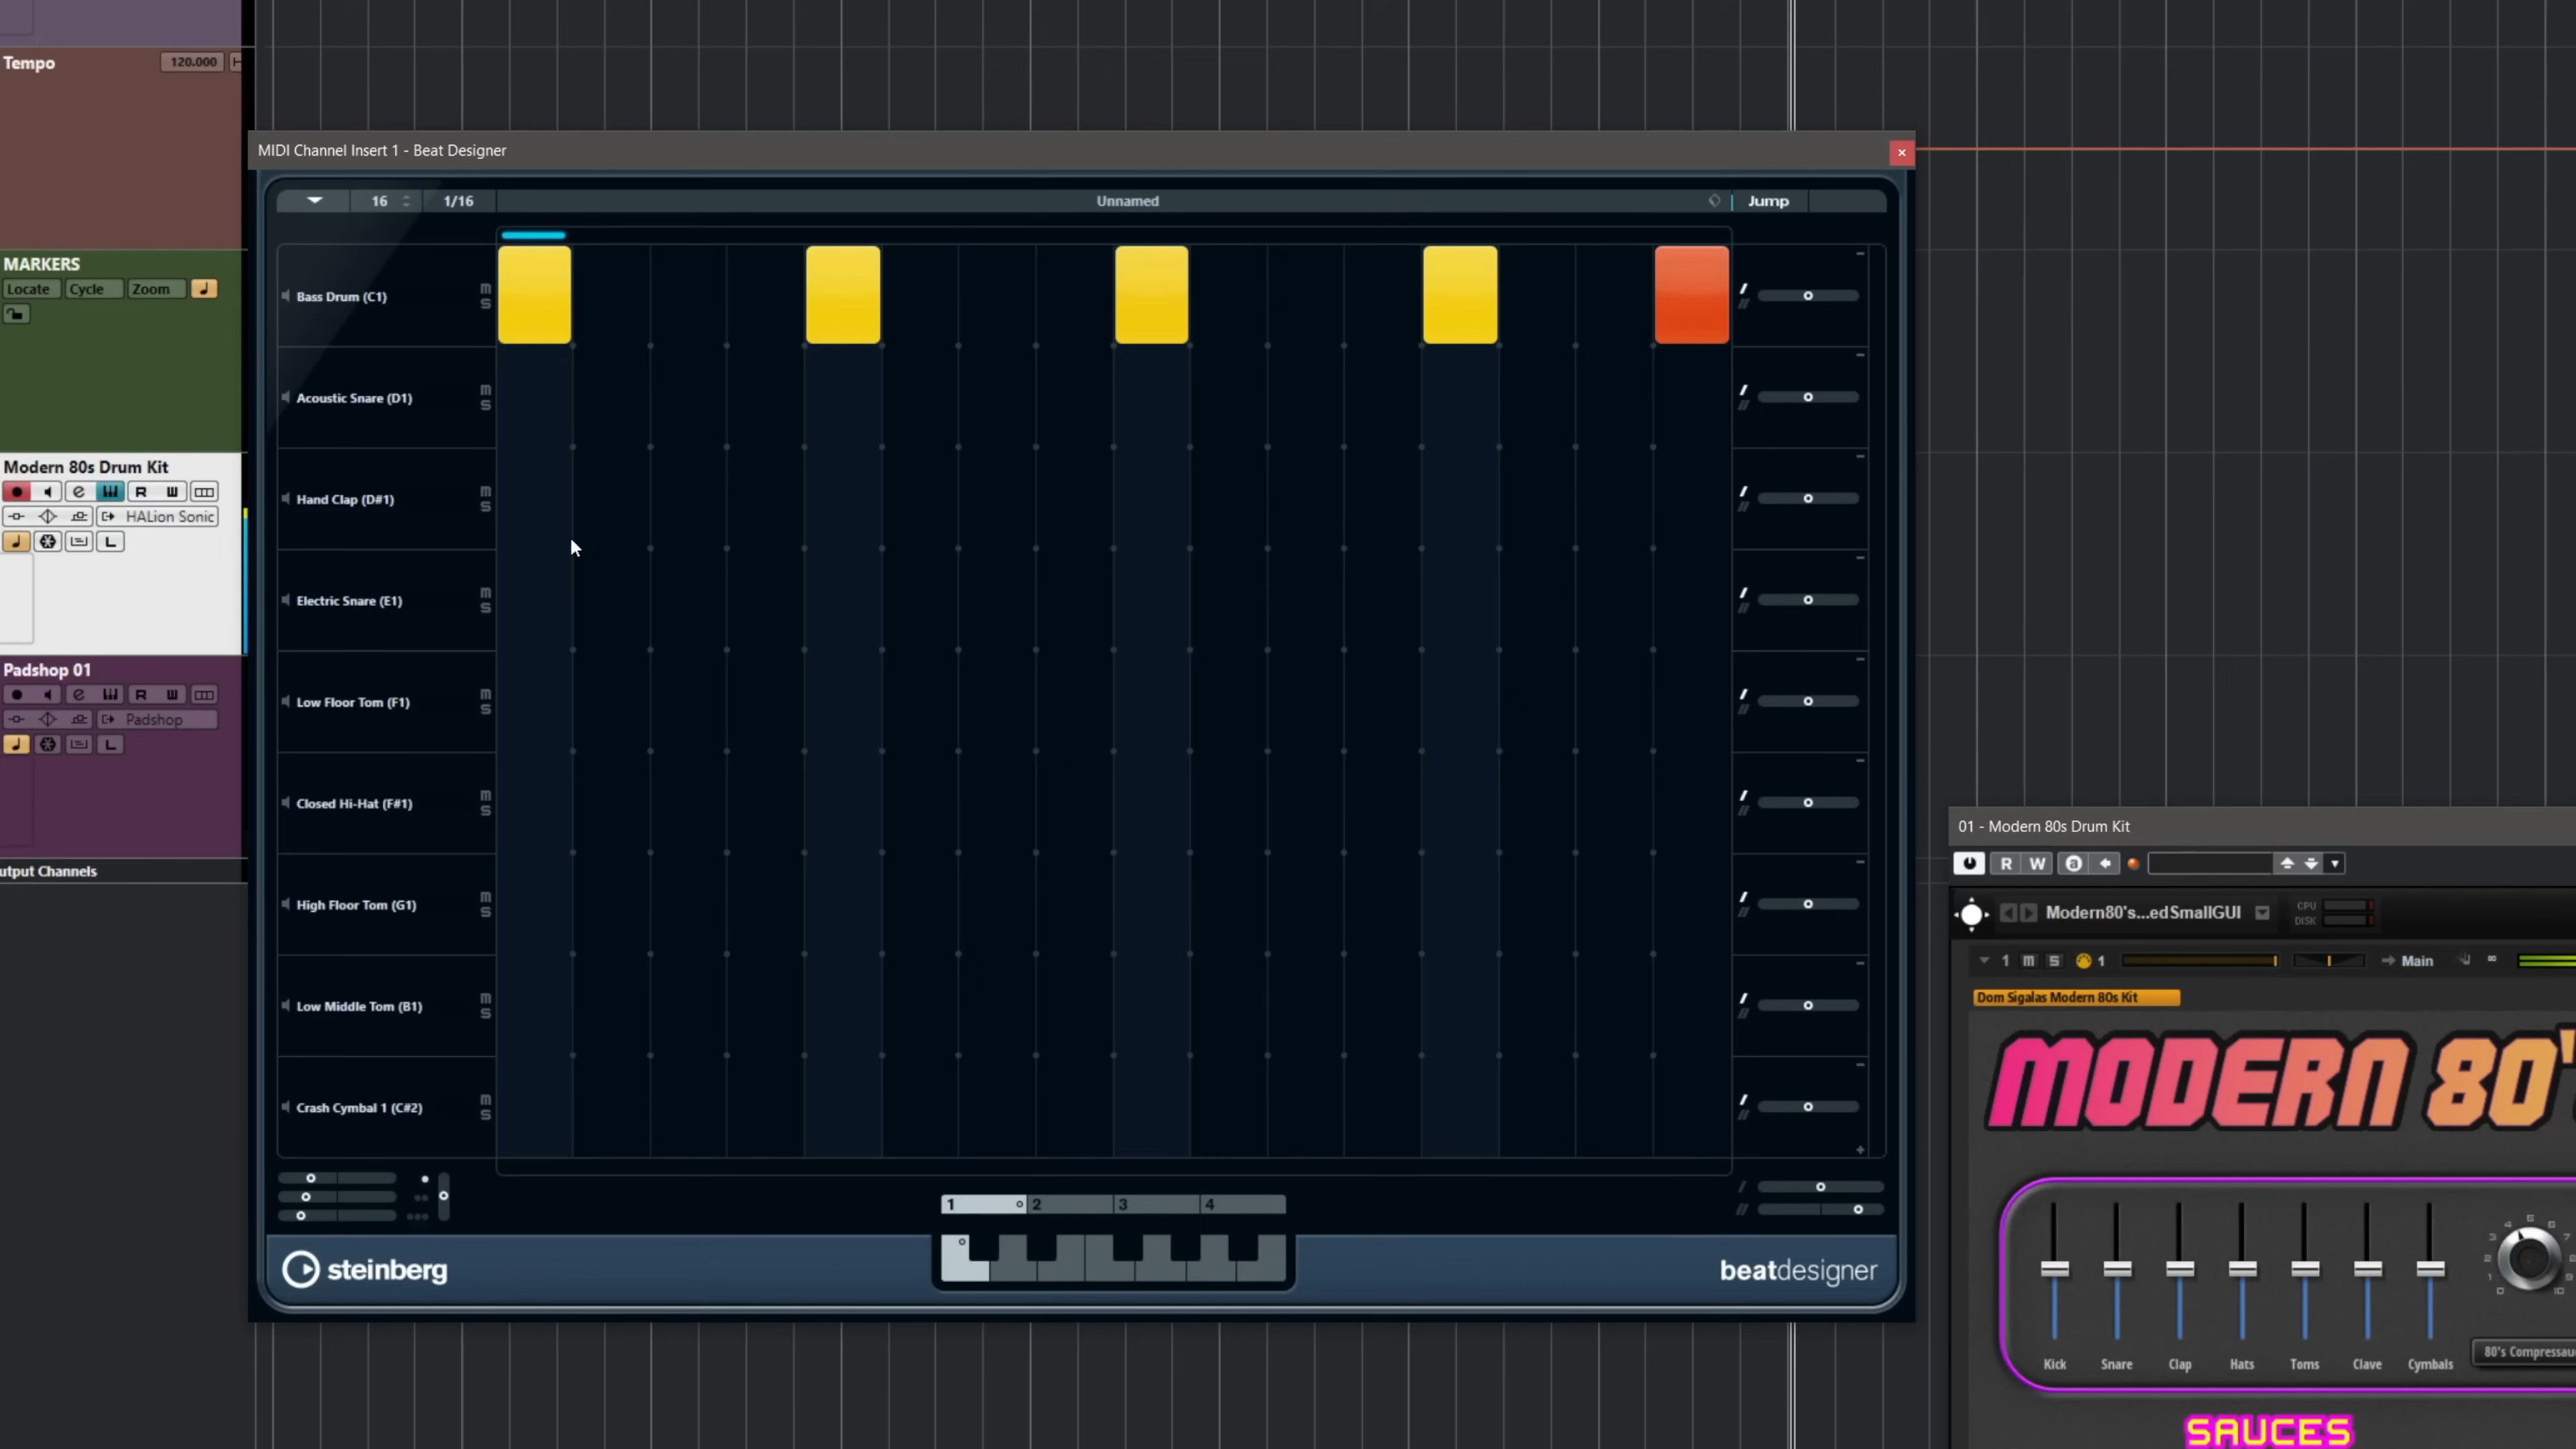 Tempo
120.000
MIDI Channel Insert 1 - Beat Designer
16
1/16
Unnamed
Jump
MARKERS
Locate
Cycle
Zoom
Bass Drum (C1)
m
S
Acoustic Snare (D1)
m
S
Modern 80s Drum Kit
R
W
HALion Sonic
L
Hand Clap (D#1)
m
S
Electric Snare (E1)
m
S
Padshop 01
R
W
Padshop
L
Low Floor Tom (F1)
m
S
Closed Hi-Hat (F#1)
m
S
utput Channels
High Floor Tom (G1)
m
S
Low Middle Tom (B1)
m
S
Crash Cymbal 1 (C#2)
m
S
1
2
3
4
steinberg
beatdesigner
01 - Modern 80s Drum Kit
R
W
a
Modern80's...edSmallGUI
CPU
DISK
1
m
S
1
Main
Dom Sigalas Modern 80s Kit
MODERN 80'
Kick
Snare
Clap
Hats
Toms
Clave
Cymbals
80's Compressau
SAUCES